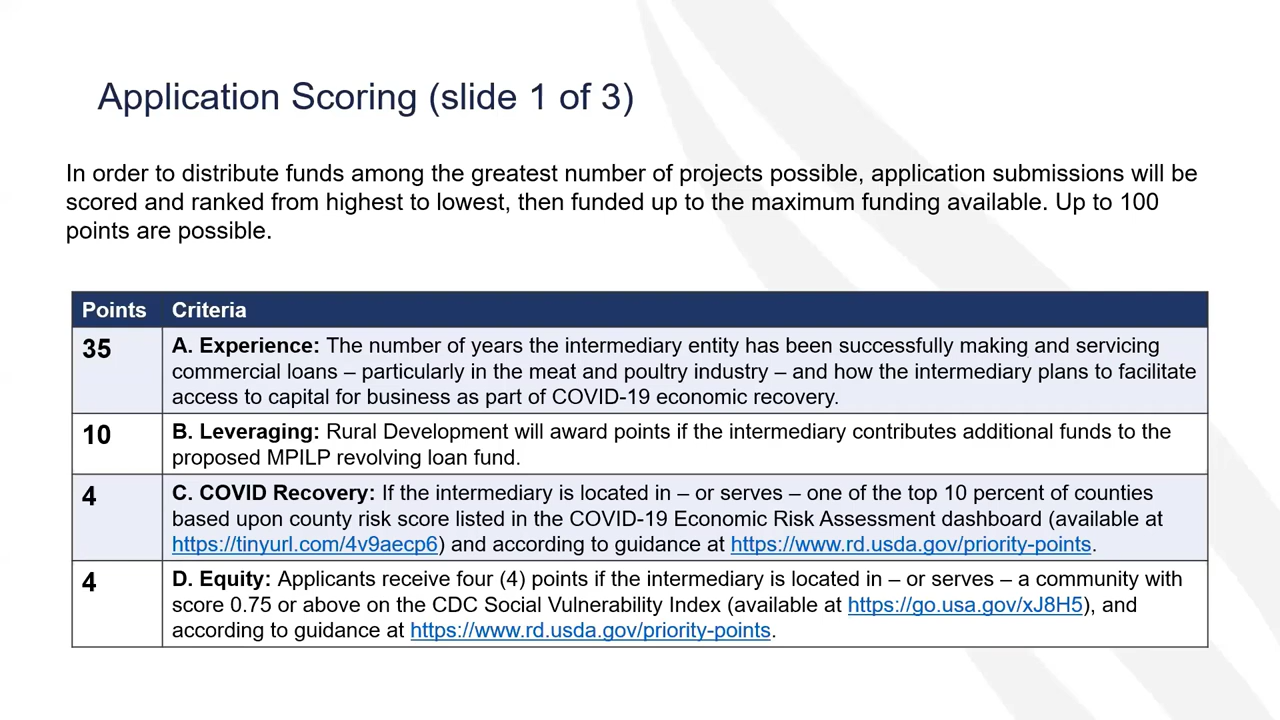 Application Scoring (slide 1 of 3)
In order to distribute funds among the greatest number of projects possible, application submissions will be
scored and ranked from highest to lowest, then funded up to the maximum funding available. Up to 100
points are possible.
Points Criteria
35 A. Experience: The number of years the intermediary entity has been successfully making and servicing
commercial loans – particularly in the meat and poultry industry – and how the intermediary plans to facilitate
access to capital for business as part of COVID-19 economic recovery.
10 B. Leveraging: Rural Development will award points if the intermediary contributes additional funds to the
proposed MPILP revolving loan fund.
4 C. COVID Recovery: If the intermediary is located in – or serves – one of the top 10 percent of counties
based upon county risk score listed in the COVID-19 Economic Risk Assessment dashboard (available at
https://tinyurl.com/4v9aecp6) and according to guidance at https://www.rd.usda.gov/priority-points.
4 D. Equity: Applicants receive four (4) points if the intermediary is located in – or serves – a community with
score 0.75 or above on the CDC Social Vulnerability Index (available at https://go.usa.gov/xJ8H5), and
according to guidance at https://www.rd.usda.gov/priority-points.